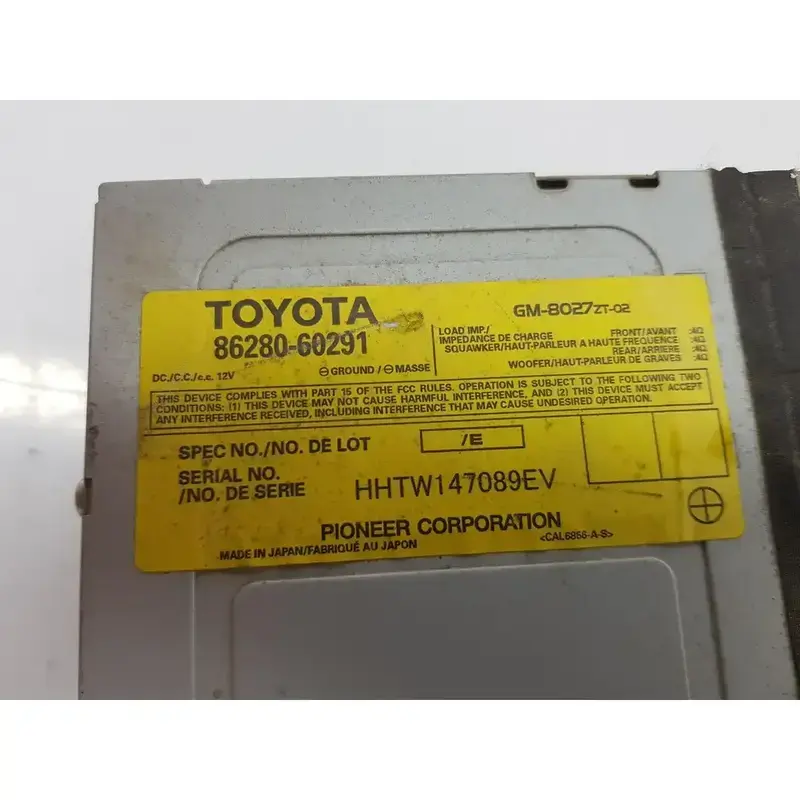 TOYOTA
86280-60291
GM-8027ZT-02
LOAD IMP./
IMPEDANCE DE CHARGE FRONT/AVANT :4Ω
SQUAWKER/HAUT-PARLEUR A HAUTE FREQUENCE :4Ω
REAR/ARRIERE :4Ω
WOOFER/HAUT-PARLEUR DE GRAVES :4Ω
DC./C.C./c.c. 12V ⊖GROUND / ⊖MASSE
THIS DEVICE COMPLIES WITH PART 15 OF THE FCC RULES. OPERATION IS SUBJECT TO THE FOLLOWING TWO
CONDITIONS: (1) THIS DEVICE MAY NOT CAUSE HARMFUL INTERFERENCE, AND (2) THIS DEVICE MUST ACCEPT
ANY INTERFERENCE RECEIVED, INCLUDING INTERFERENCE THAT MAY CAUSE UNDESIRED OPERATION.
SPEC NO./NO. DE LOT /E
SERIAL NO.
/NO. DE SERIE HHTW147089EV
PIONEER CORPORATION
MADE IN JAPAN/FABRIQUÉ AU JAPON <CAL6856-A-S>